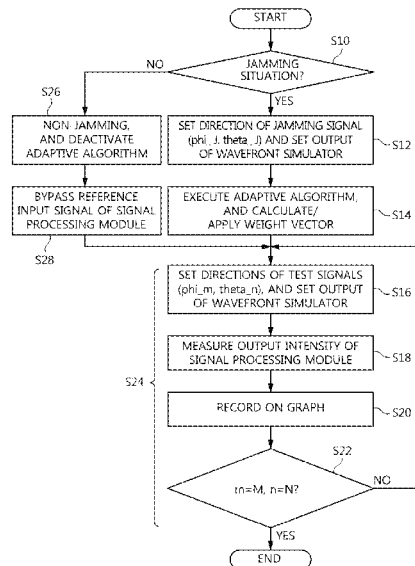 START
S10
JAMMING
SITUATION?
NO
YES
S26
NON-JAMMING,
AND DEACTIVATE
ADAPTIVE ALGORITHM
SET DIRECTION OF JAMMING SIGNAL
(phi_J, theta_J) AND SET OUTPUT
OF WAVEFRONT SIMULATOR
S12
BYPASS REFERENCE
INPUT SIGNAL OF SIGNAL
PROCESSING MODULE
S28
EXECUTE ADAPTIVE ALGORITHM,
AND CALCULATE/
APPLY WEIGHT VECTOR
S14
SET DIRECTIONS OF TEST SIGNALS
(phi_m, theta_n), AND SET OUTPUT
OF WAVEFRONT SIMULATOR
S16
MEASURE OUTPUT INTENSITY OF
SIGNAL PROCESSING MODULE
S18
S24
RECORD ON GRAPH
S20
S22
m=M, n=N?
NO
YES
END